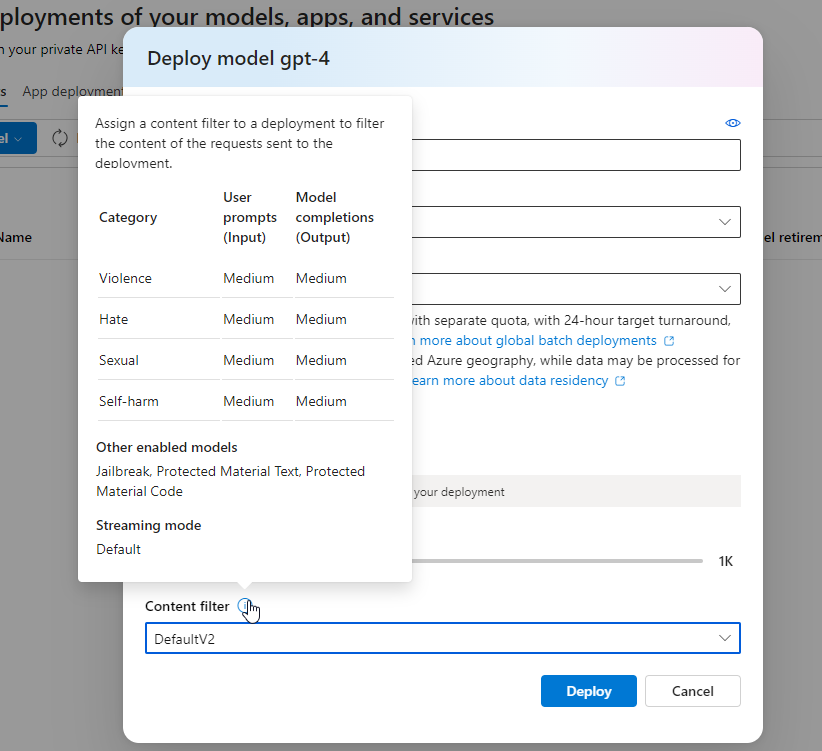 ployments of your models, apps, and services
n your private API ke
Deploy model gpt-4
s App deployment
el
Name
el retirem
Assign a content filter to a deployment to filter
the content of the requests sent to the
deployment.
Category User prompts (Input) Model completions (Output)
Violence Medium Medium
Hate Medium Medium
Sexual Medium Medium
Self-harm Medium Medium
Other enabled models
Jailbreak, Protected Material Text, Protected
Material Code
Streaming mode
Default
with separate quota, with 24-hour target turnaround,
n more about global batch deployments
ed Azure geography, while data may be processed for
earn more about data residency
your deployment
1K
Content filter
DefaultV2
Deploy Cancel